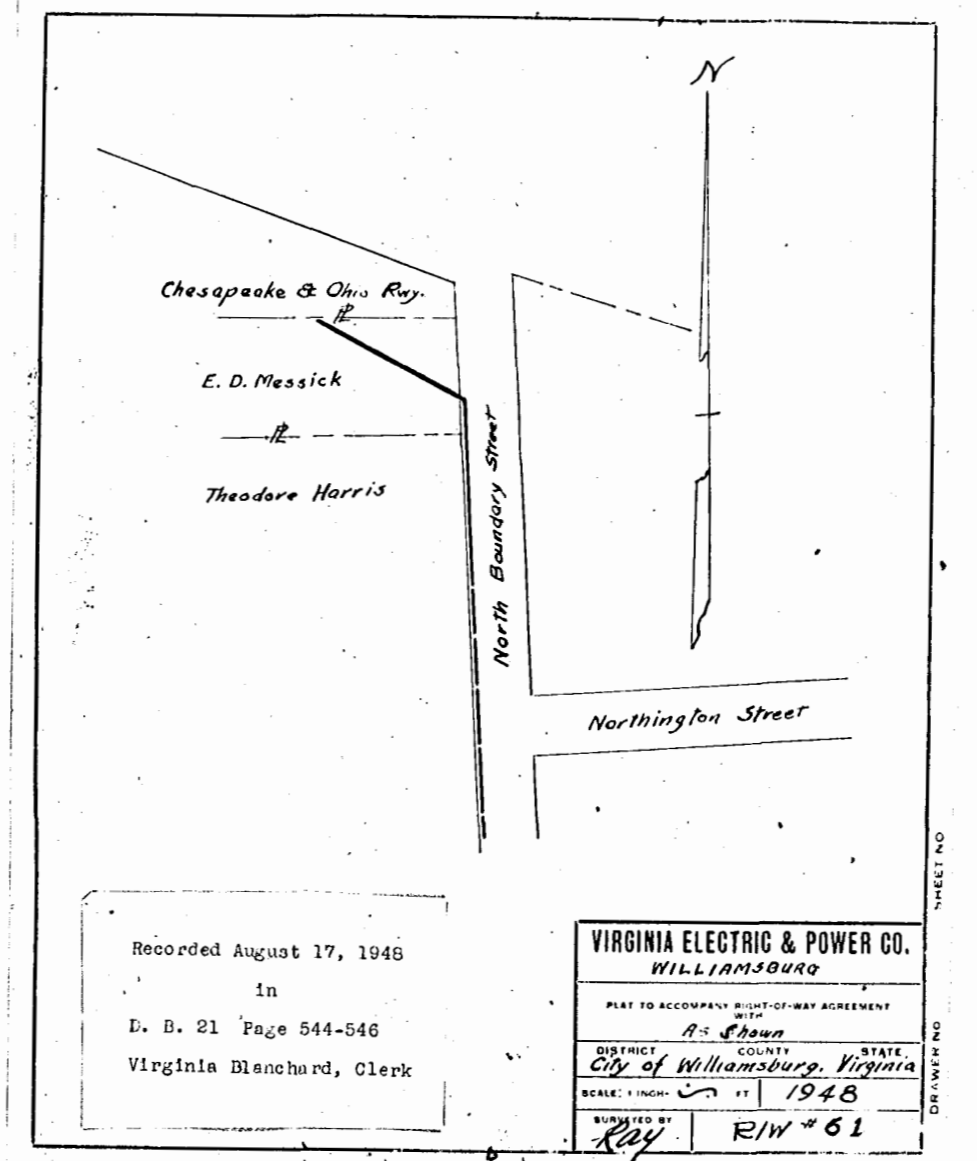 N
Chesapeake & Ohio Rwy.
PL
E. D. Messick
PL
Theodore Harris
North Boundary Street
Northington Street
Recorded August 17, 1948
in
D. B. 21 Page 544-546
Virginia Blanchard, Clerk
VIRGINIA ELECTRIC & POWER CO.
WILLIAMSBURG
PLAT TO ACCOMPANY RIGHT-OF-WAY AGREEMENT
WITH
As Shown
DISTRICT COUNTY STATE
City of Williamsburg, Virginia
SCALE: 1 INCH- FT 1948
SURVEYED BY
Ray
R/W # 61
SHEET NO
DRAWER NO